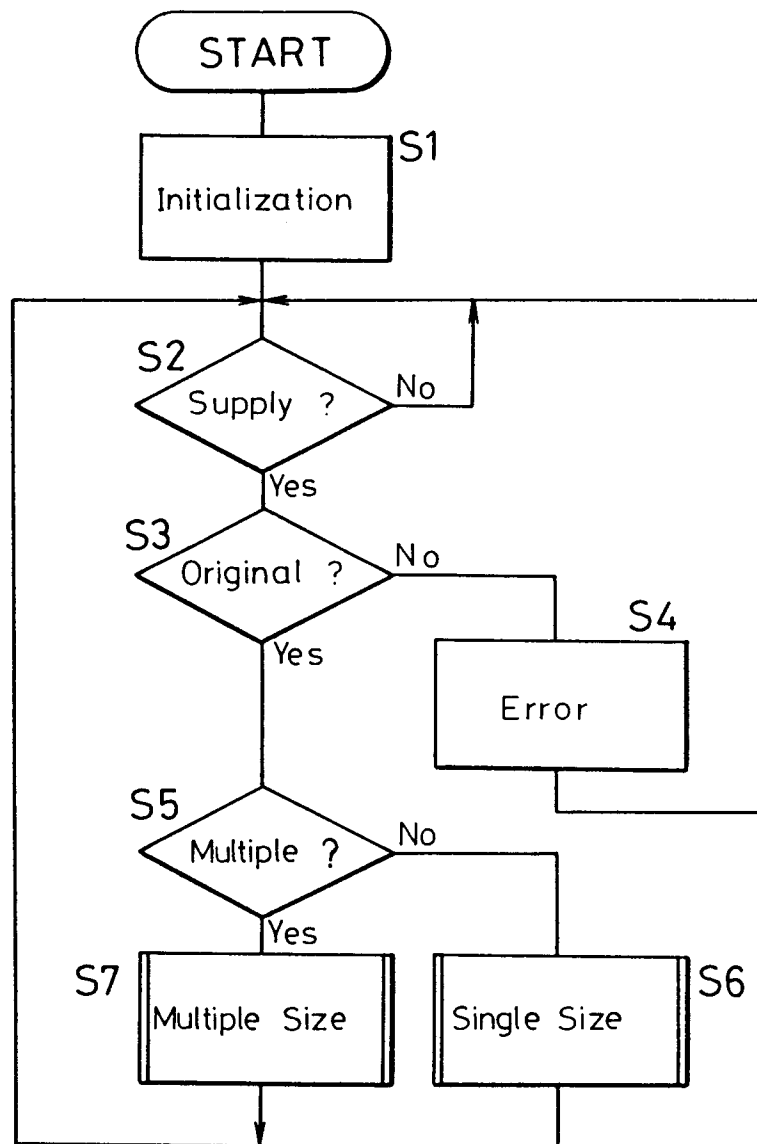 START
S1
Initialization
S2
Supply ?
No
Yes
S3
Original ?
No
Yes
S4
Error
S5
Multiple ?
No
Yes
S7
Multiple Size
Single Size
S6